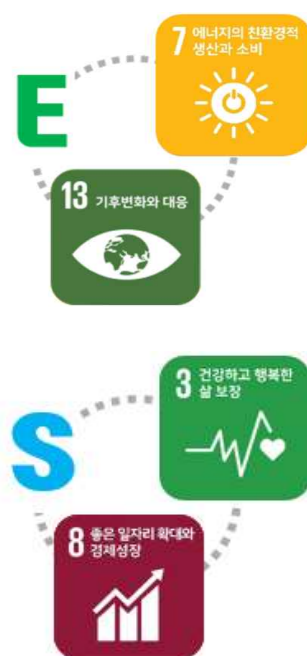 E
7 에너지의 친환경적
생산과 소비
13 기후변화와 대응
S
3 건강하고 행복한
삶 보장
8 좋은 일자리 확대와
경제성장